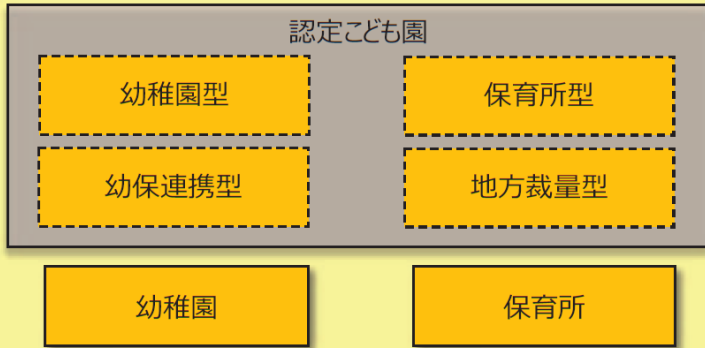 認定こども園
幼稚園型
保育所型
幼保連携型
地方裁量型
幼稚園
保育所